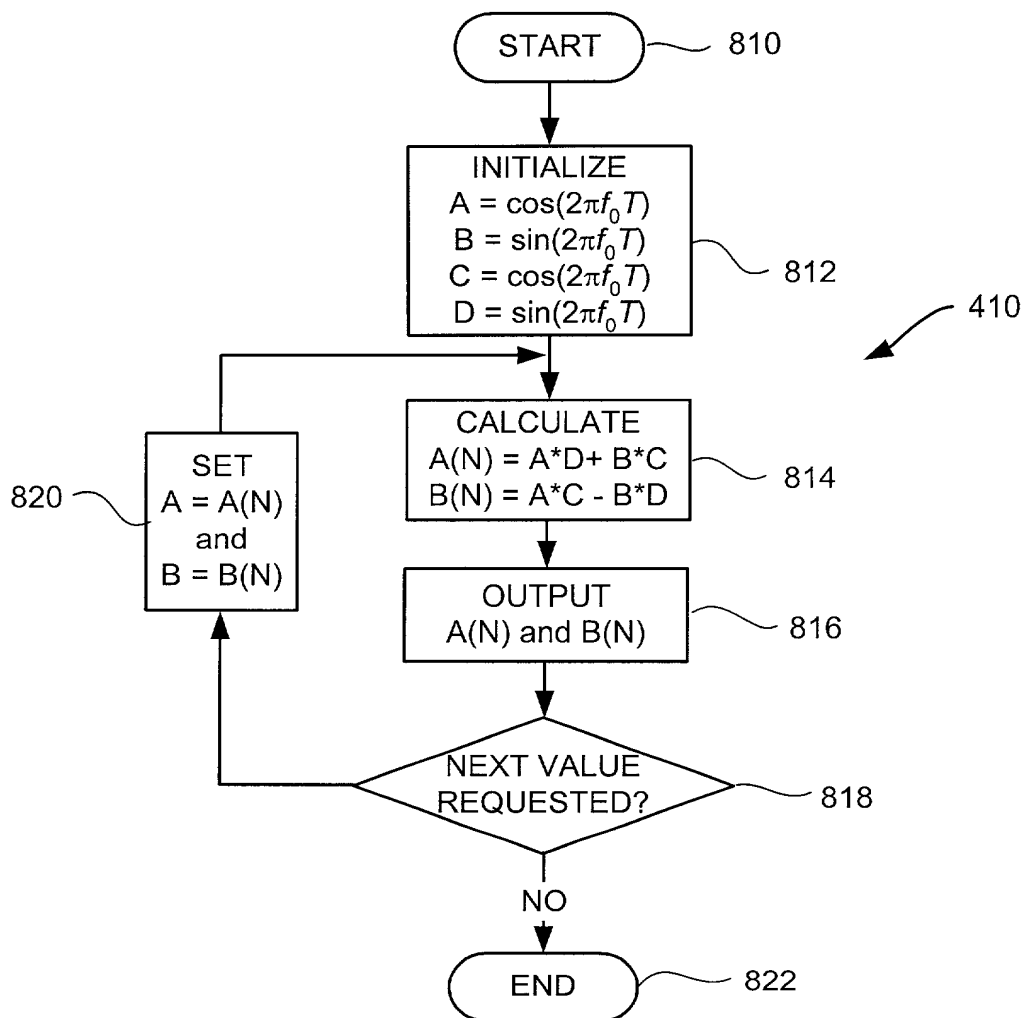 START
810
INITIALIZE
A = cos(2πf₀T)
B = sin(2πf₀T)
C = cos(2πf₀T)
D = sin(2πf₀T)
812
410
CALCULATE
A(N) = A*D+ B*C
B(N) = A*C - B*D
814
SET
A = A(N)
and
B = B(N)
820
OUTPUT
A(N) and B(N)
816
NEXT VALUE
REQUESTED?
818
NO
END
822